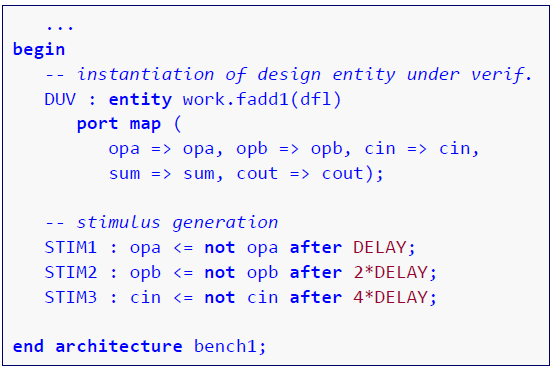 ...
begin
-- instantiation of design entity under verif.
DUV : entity work.fadd1(dfl)
port map (
opa => opa, opb => opb, cin => cin,
sum => sum, cout => cout);
-- stimulus generation
STIM1 : opa <= not opa after DELAY;
STIM2 : opb <= not opb after 2*DELAY;
STIM3 : cin <= not cin after 4*DELAY;
end architecture bench1;